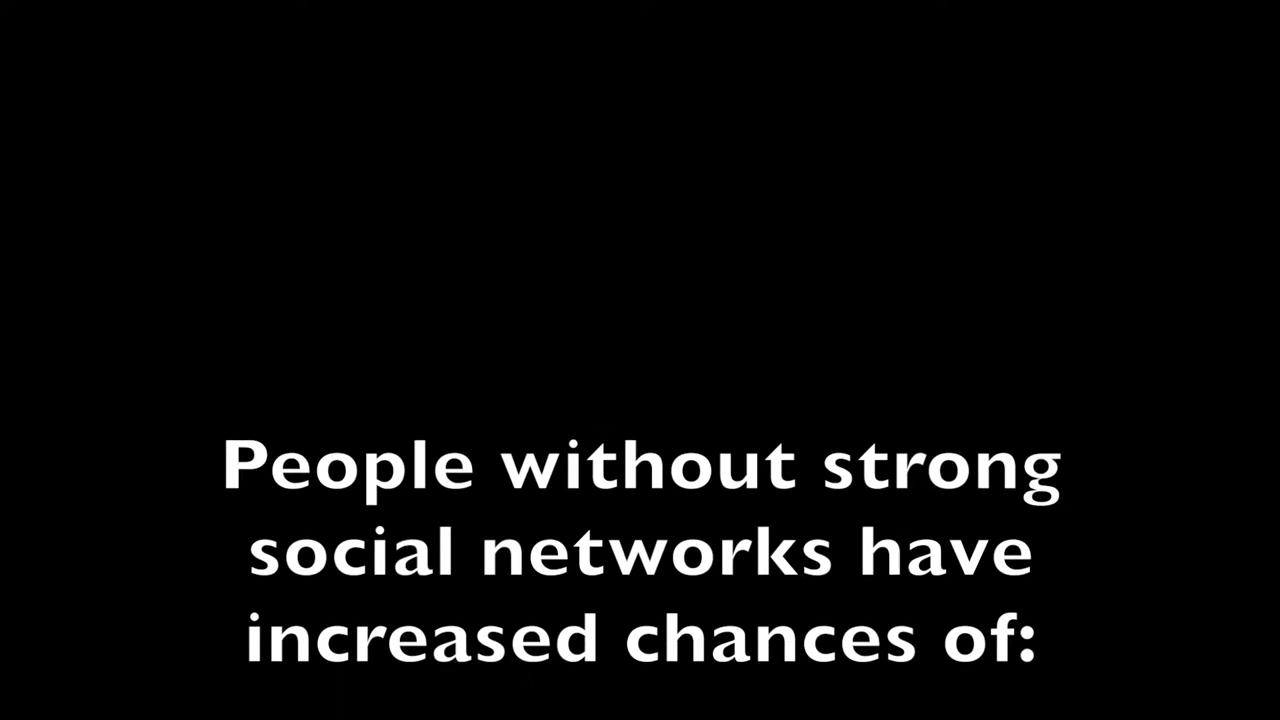 People without strong
social networks have
increased chances of: